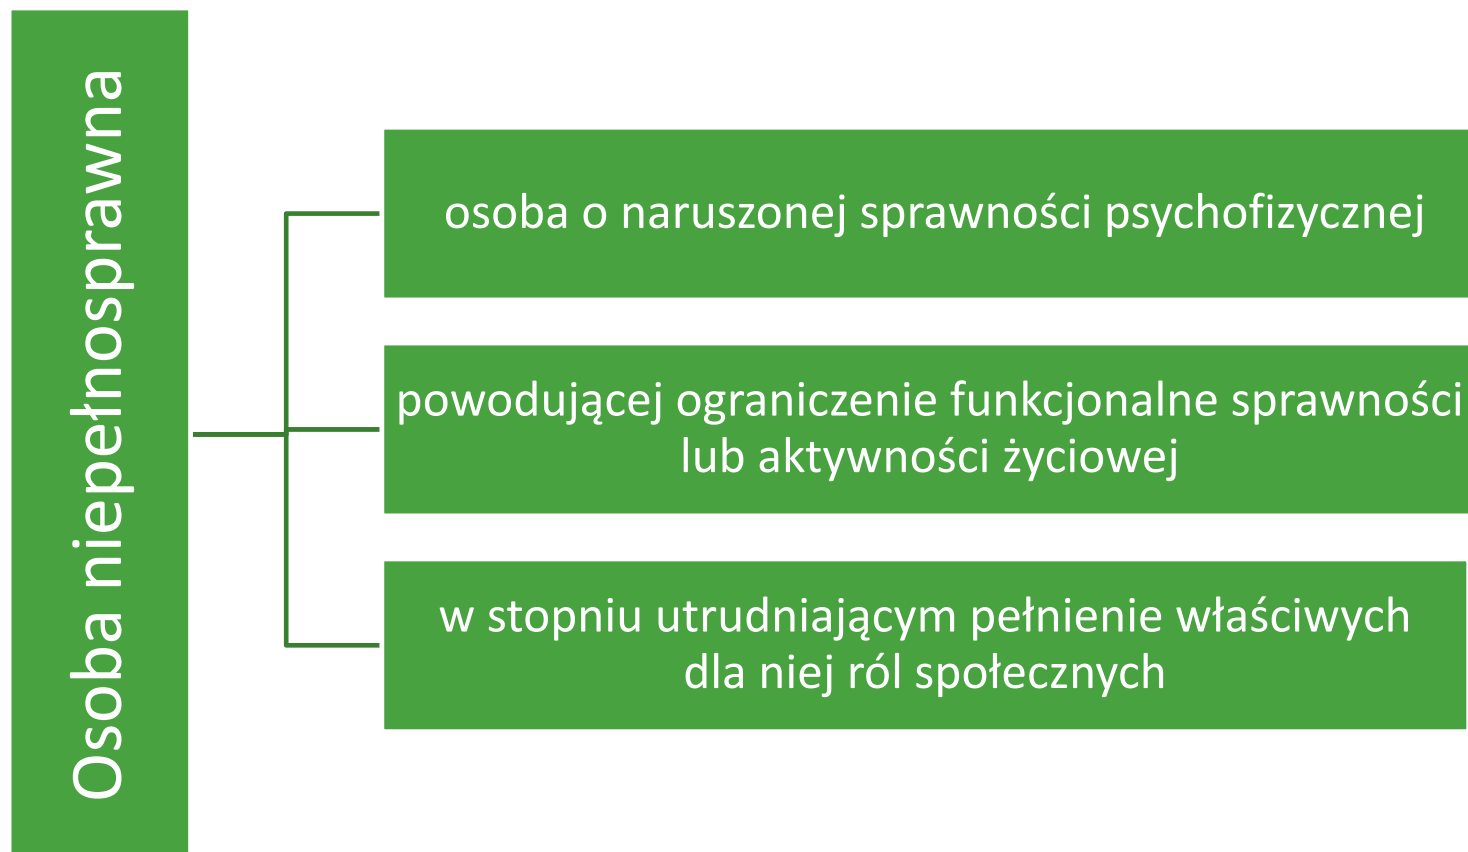 Osoba niepełnosprawna
osoba o naruszonej sprawności psychofizycznej
powodującej ograniczenie funkcjonalne sprawności
lub aktywności życiowej
w stopniu utrudniającym pełnienie właściwych
dla niej ról społecznych